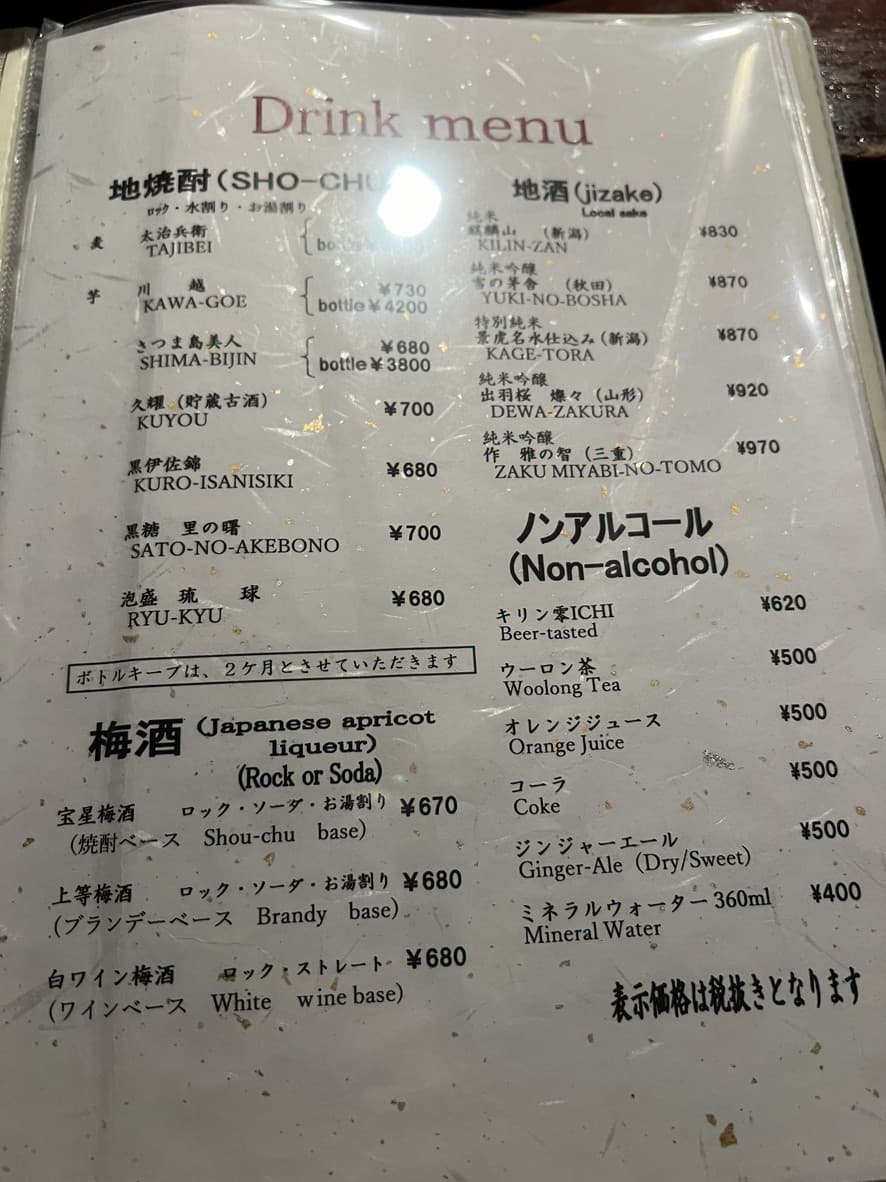 Drink menu
地焼酎(SHO-CHU
ロック・水割り・お湯割り
麦 太治兵衛
TAJIBEI
芋 川 越 ¥730
KAWA-GOE bottle¥4200
さつま島美人 ¥680
SHIMA-BIJIN bottle¥3800
久耀(貯蔵古酒) ¥700
KUYOU
黒伊佐錦 ¥680
KURO-ISANISIKI
黒糖 里の曙 ¥700
SATO-NO-AKEBONO
泡盛 琉 球 ¥680
RYU-KYU
ボトルキープは、2ケ月とさせていただきます
梅酒 (Japanese apricot
liqueur)
(Rock or Soda)
宝星梅酒 ロック・ソーダ・お湯割り ¥670
(焼酎ベース Shou-chu base)
上等梅酒 ロック・ソーダ・お湯割り ¥680
(ブランデーベース Brandy base)
白ワイン梅酒 ロック・ストレート ¥680
(ワインベース White wine base)
地酒(jizake)
Local sake
純米
麒麟山 (新潟) ¥830
KILIN-ZAN
純米吟醸
雪の茅舎 (秋田) ¥870
YUKI-NO-BOSHA
特別純米
景虎名水仕込み(新潟) ¥870
KAGE-TORA
純米吟醸
出羽桜 燦々(山形) ¥920
DEWA-ZAKURA
純米吟醸
作 雅の智(三重) ¥970
ZAKU MIYABI-NO-TOMO
ノンアルコール
(Non-alcohol)
キリン零ICHI ¥620
Beer-tasted
ウーロン茶 ¥500
Woolong Tea
オレンジジュース ¥500
Orange Juice
コーラ ¥500
Coke
ジンジャーエール ¥500
Ginger-Ale (Dry/Sweet)
ミネラルウォーター 360ml ¥400
Mineral Water
表示価格は税抜きとなります